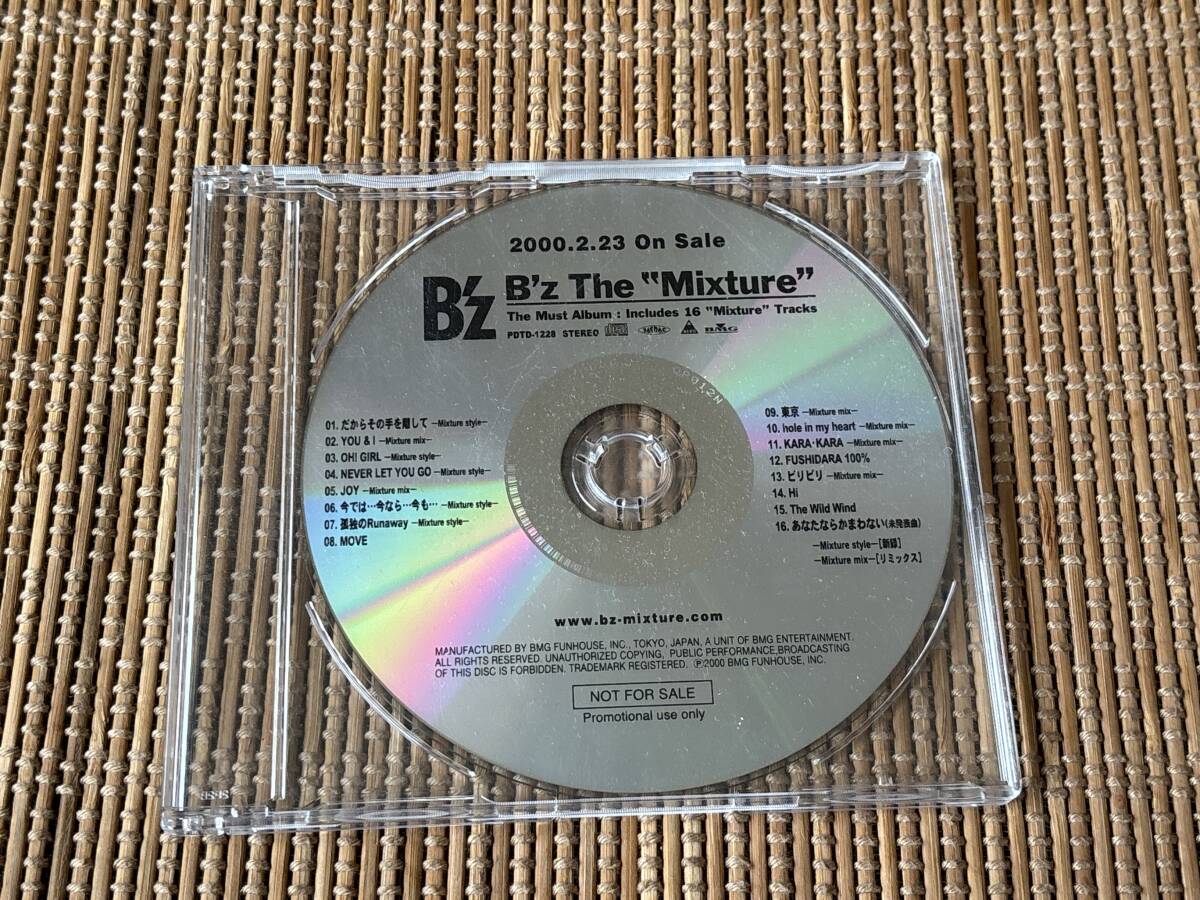 2000.2.23 On Sale
B'z B'z The "Mixture"
The Must Album : Includes 16 "Mixture" Tracks
PDTD-1228 STEREO BMG
QP012N
01. だからその手を離して −Mixture style−
02. YOU & I −Mixture mix−
03. OH! GIRL −Mixture style−
04. NEVER LET YOU GO −Mixture style−
05. JOY −Mixture mix−
06. 今では…今なら…今も… −Mixture style−
07. 孤独のRunaway −Mixture style−
08. MOVE
09. 東京 −Mixture mix−
10. hole in my heart −Mixture mix−
11. KARA・KARA −Mixture mix−
12. FUSHIDARA 100%
13. ビリビリ −Mixture mix−
14. Hi
15. The Wild Wind
16. あなたならかまわない(未発表曲)
−Mixture style−[新録]
−Mixture mix−[リミックス]
www.bz-mixture.com
MANUFACTURED BY BMG FUNHOUSE, INC., TOKYO, JAPAN, A UNIT OF BMG ENTERTAINMENT.
ALL RIGHTS RESERVED. UNAUTHORIZED COPYING, PUBLIC PERFORMANCE,BROADCASTING
OF THIS DISC IS FORBIDDEN. TRADEMARK REGISTERED. ℗2000 BMG FUNHOUSE, INC.
NOT FOR SALE
Promotional use only